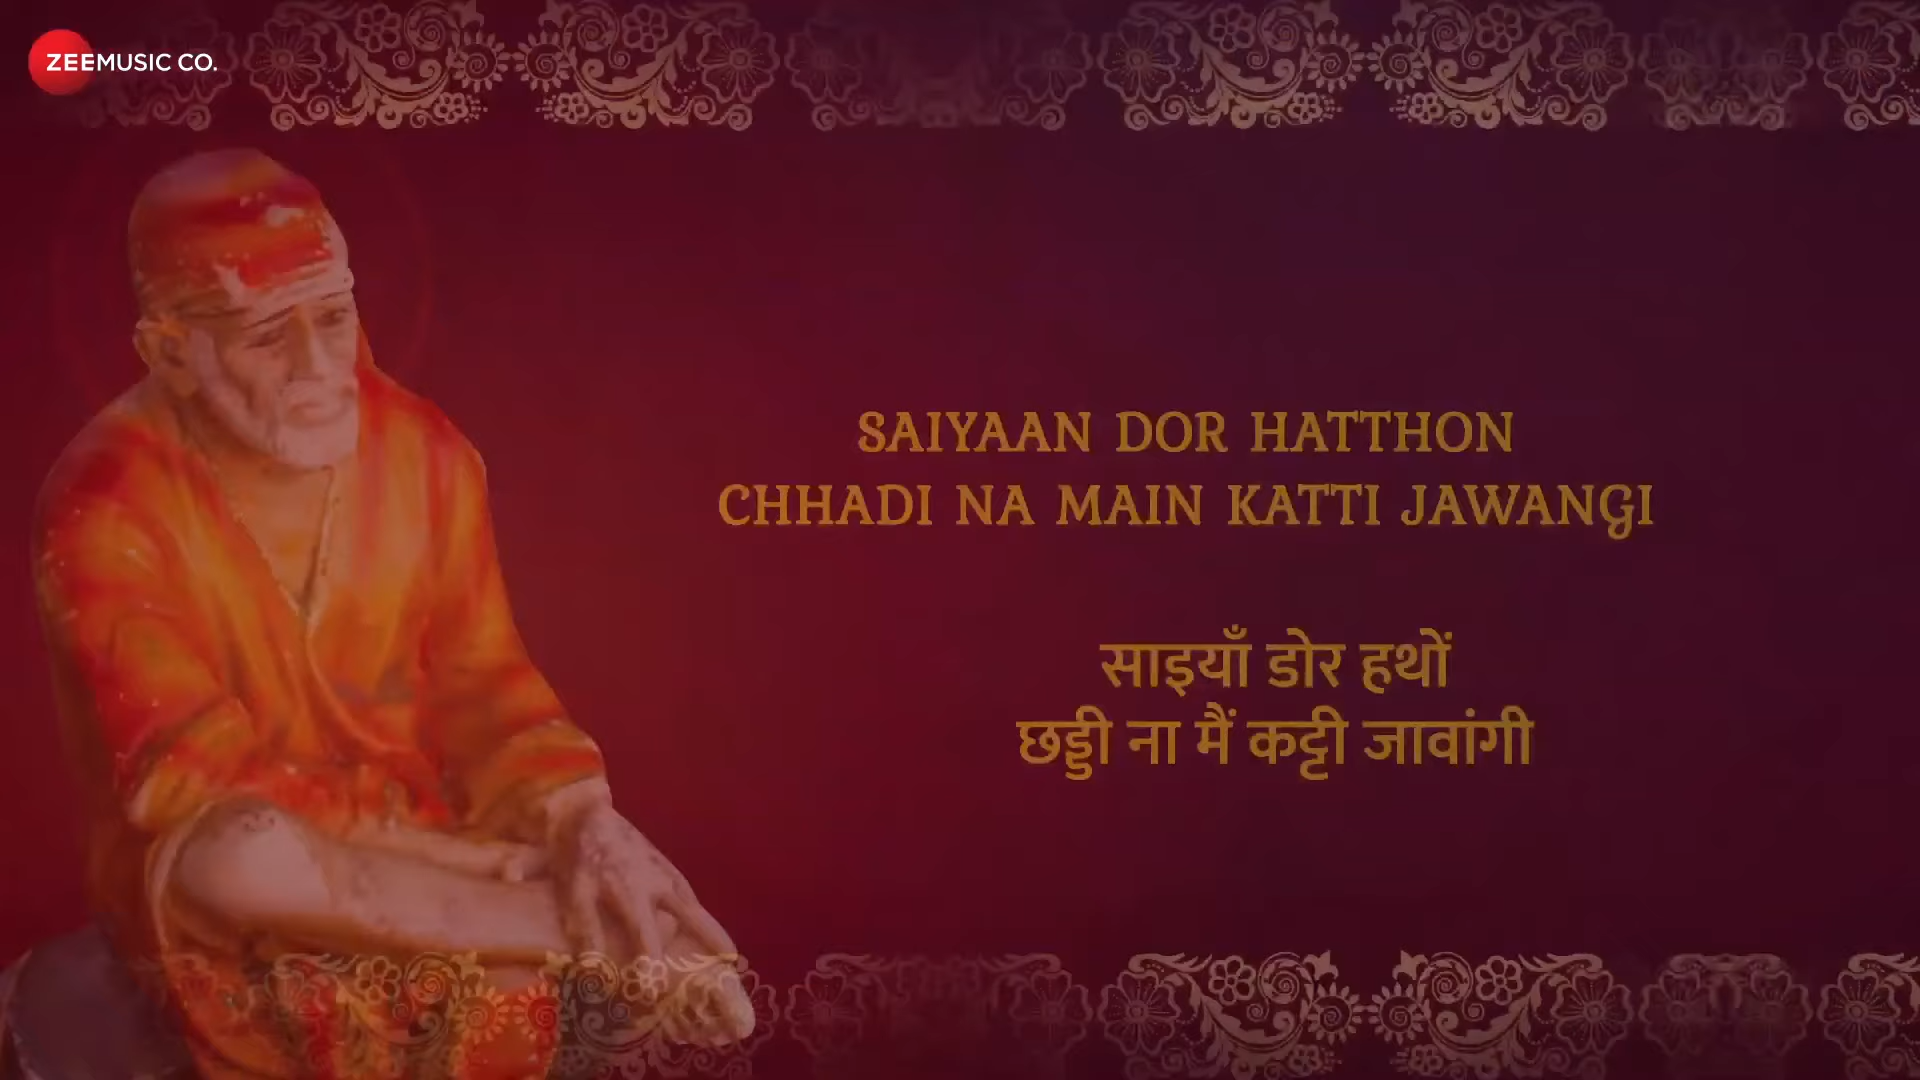 ZEEMUSIC CO.
SAIYAAN DOR HATTHON
CHHADI NA MAIN KATTI JAWANGI
साइयाँ डोर हथों
छड्डी ना मैं कट्टी जावांगी